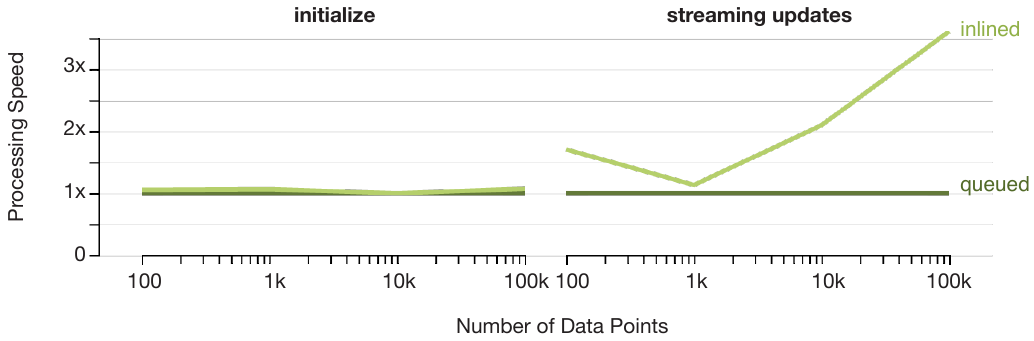 initialize
streaming updates
inlined
queued
Processing Speed
3x
2x
1x
0
100
1k
10k
100k
100
1k
10k
100k
Number of Data Points